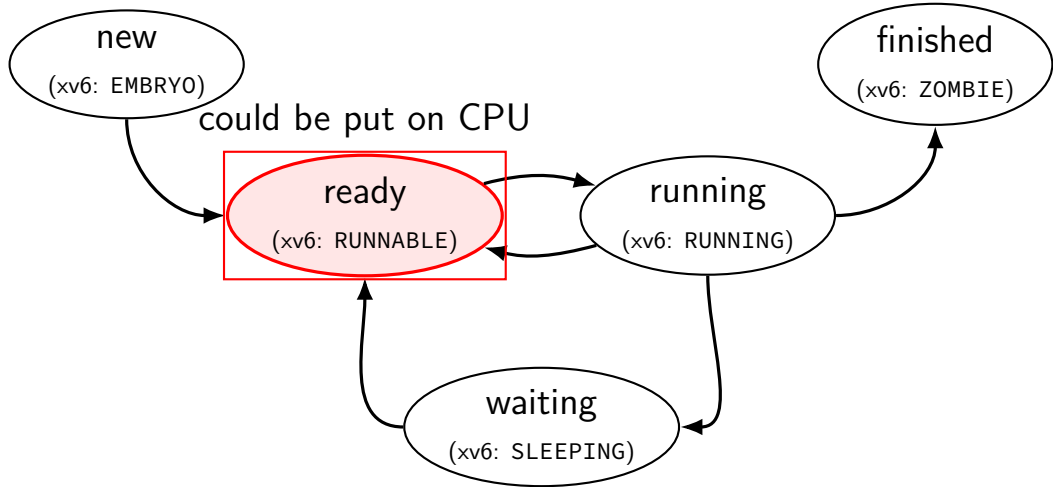 new
(xv6: EMBRYO)
finished
(xv6: ZOMBIE)
could be put on CPU
ready
(xv6: RUNNABLE)
running
(xv6: RUNNING)
waiting
(xv6: SLEEPING)